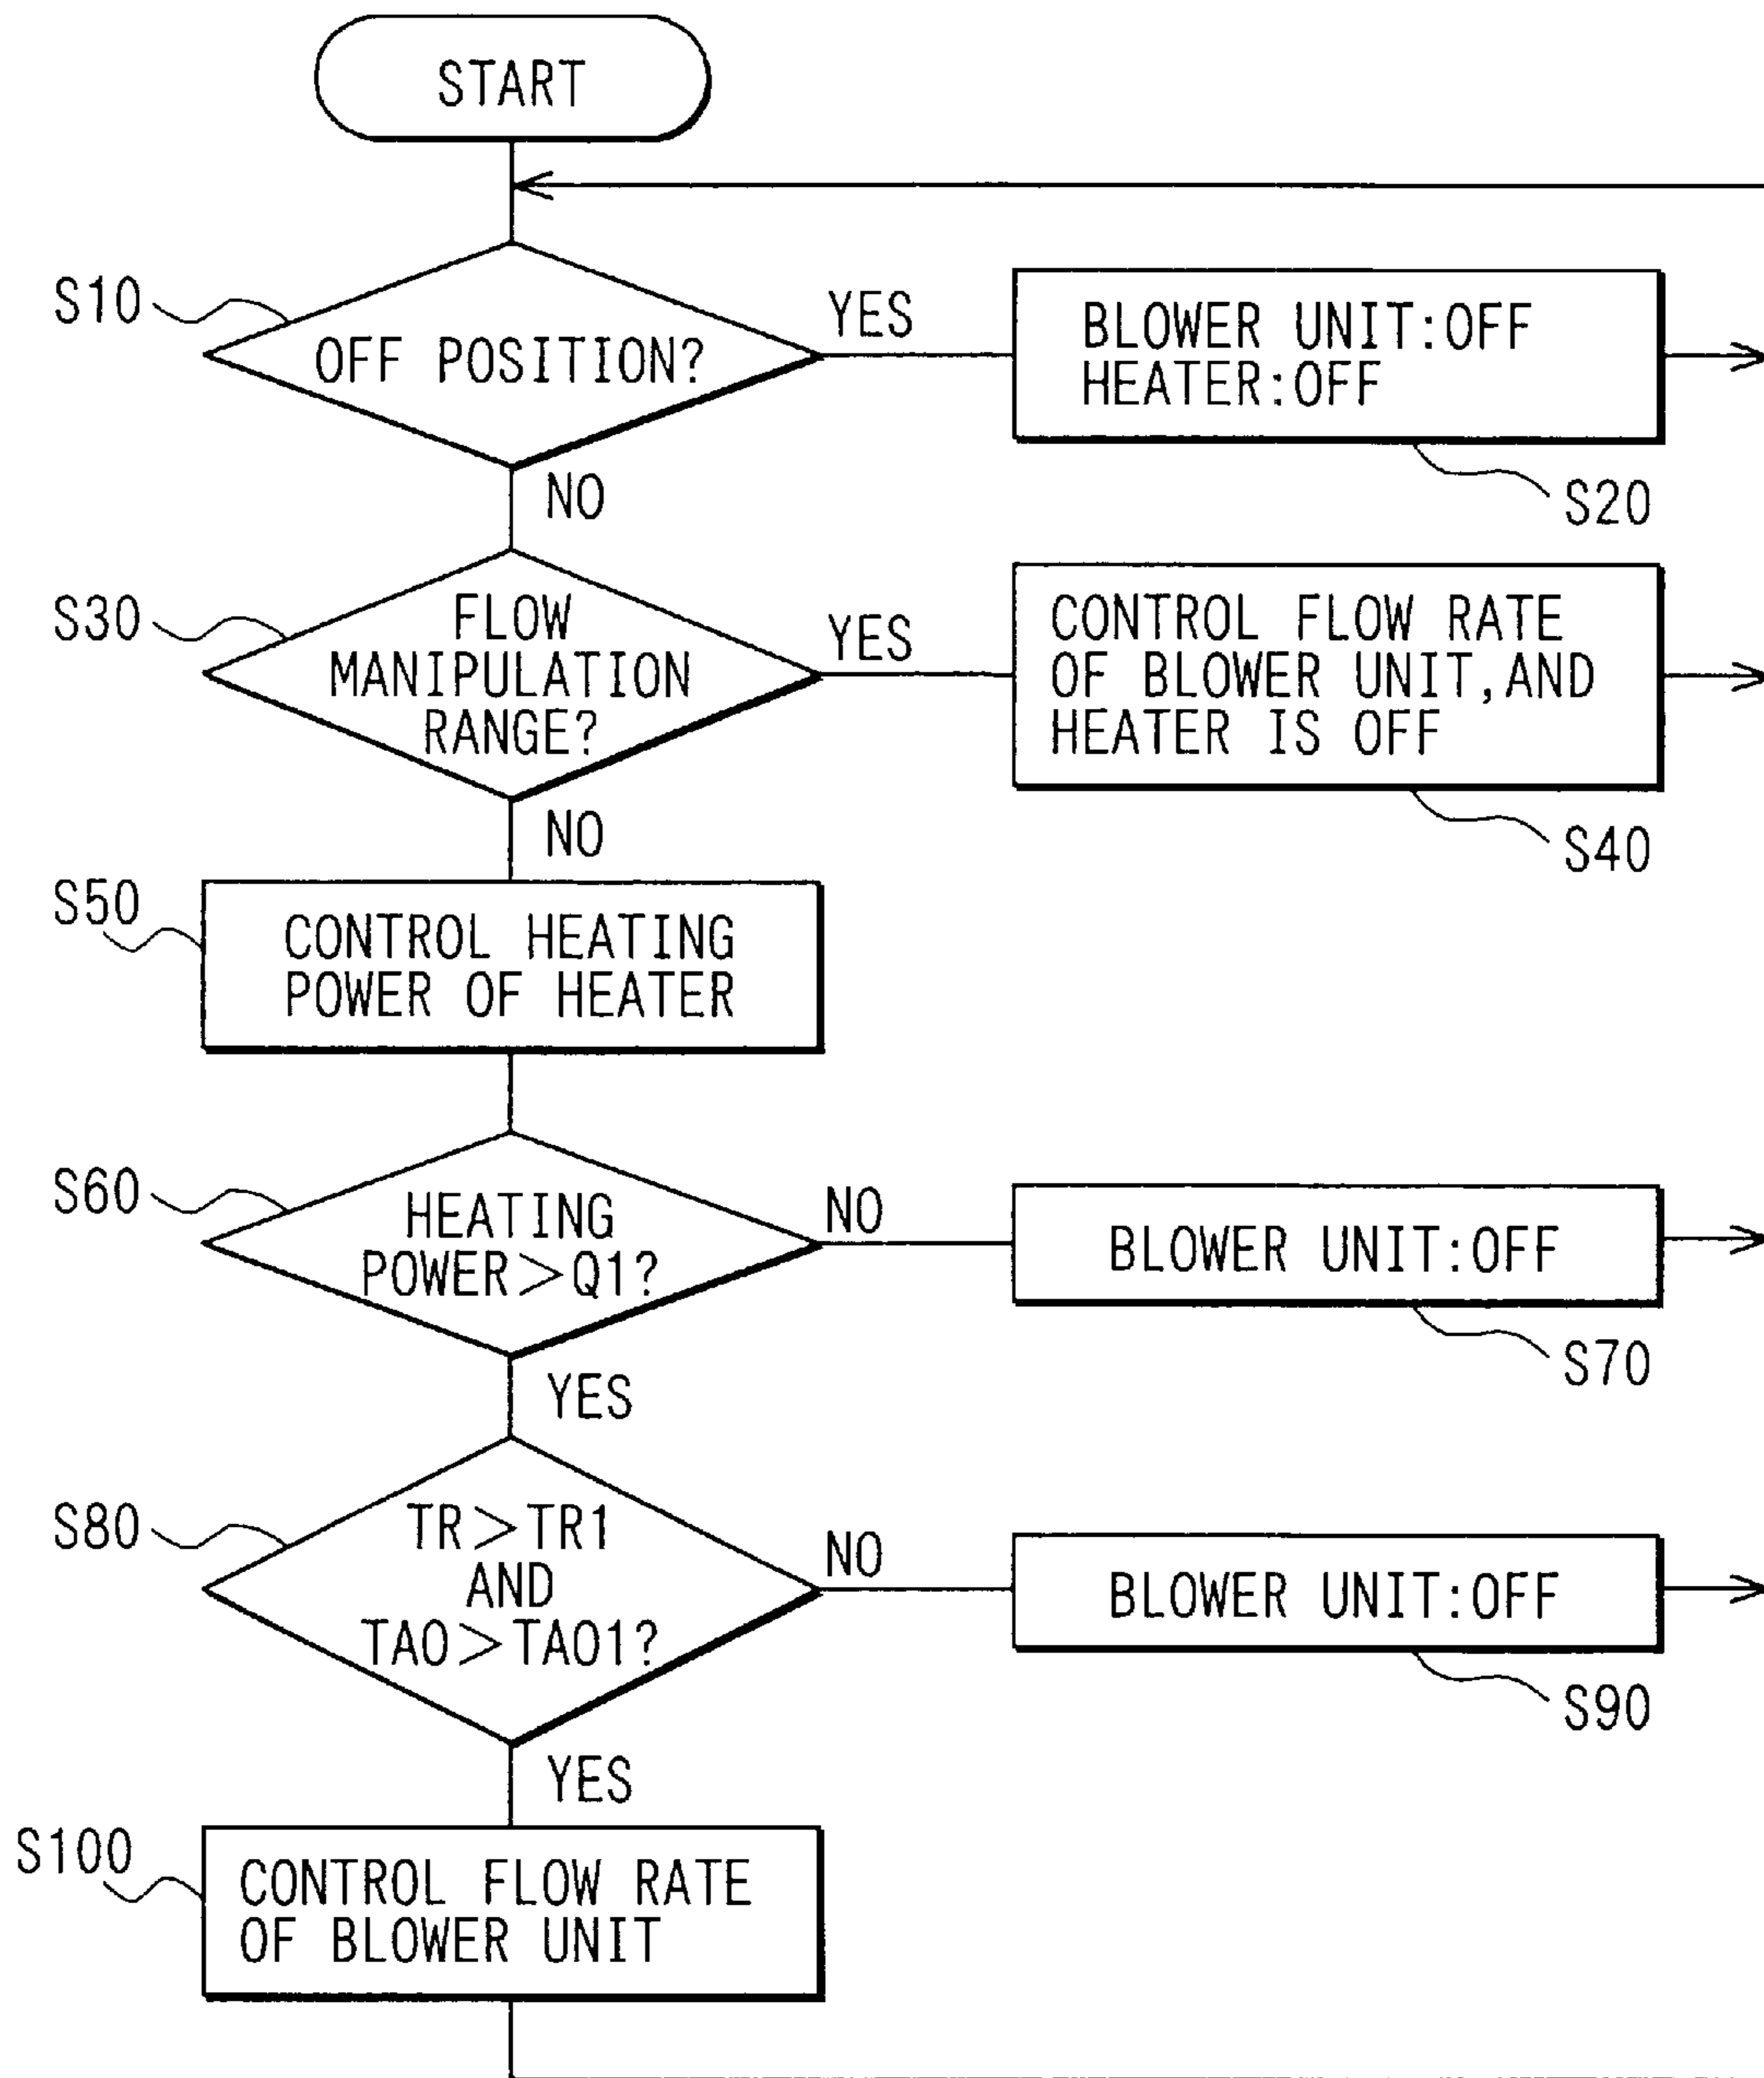 START
S10
OFF POSITION?
YES
BLOWER UNIT:OFF
HEATER:OFF
S20
NO
S30
FLOW
MANIPULATION
RANGE?
YES
CONTROL FLOW RATE
OF BLOWER UNIT,AND
HEATER IS OFF
S40
NO
S50
CONTROL HEATING
POWER OF HEATER
S60
HEATING
POWER>Q1?
NO
BLOWER UNIT:OFF
S70
YES
S80
TR>TR1
AND
TAO>TAO1?
NO
BLOWER UNIT:OFF
S90
YES
S100
CONTROL FLOW RATE
OF BLOWER UNIT